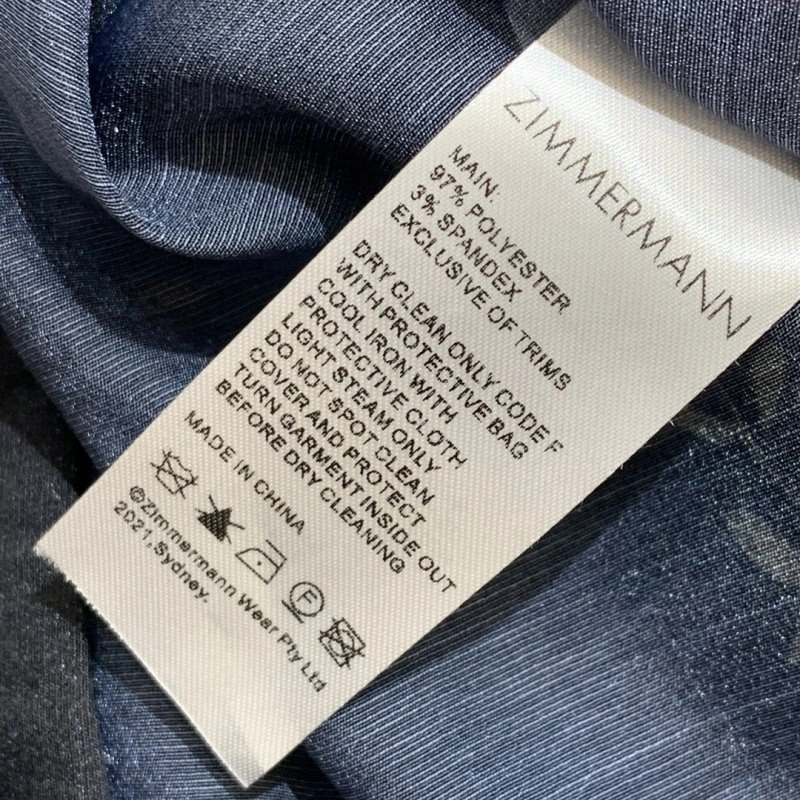 ZIMMERMANN
MAIN:
97% POLYESTER
3% SPANDEX
EXCLUSIVE OF TRIMS
DRY CLEAN ONLY CODE F
WITH PROTECTIVE BAG
COOL IRON WITH
PROTECTIVE CLOTH
LIGHT STEAM ONLY
DO NOT SPOT CLEAN
COVER AND PROTECT
TURN GARMENT INSIDE OUT
BEFORE DRY CLEANING
MADE IN CHINA
F
©Zimmermann Wear Pty Ltd
2021,Sydney.